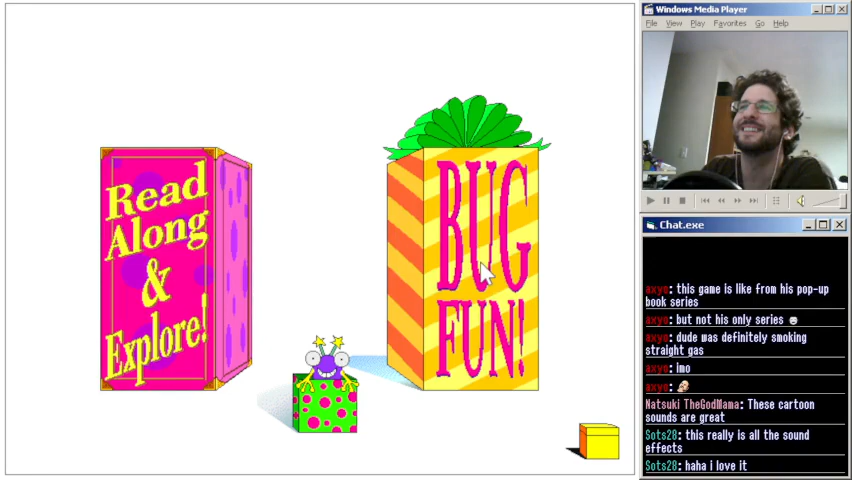 Windows Media Player
File View Play Favorites Go Help
Read
Along
&
Explore!
BUG
FUN!
Chat.exe
axyo: this game is like from his pop-up
book series
axyo: but not his only series
axyo: dude was definitely smoking
straight gas
axyo: imo
axyo:
Natsuki TheGodMama: These cartoon
sounds are great
Sots28: this really is all the sound
effects
Sots28: haha i love it